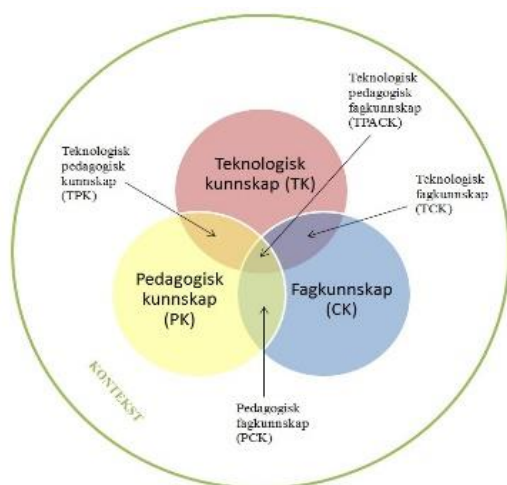 Teknologisk
pedagogisk
fagkunnskap
(TPACK)
Teknologisk
pedagogisk
kunnskap
(TPK)
Teknologisk
kunnskap (TK)
Teknologisk
fagkunnskap
(TCK)
Pedagogisk
kunnskap
(PK)
Fagkunnskap
(CK)
KONTEKST
Pedagogisk
fagkunnskap
(PCK)